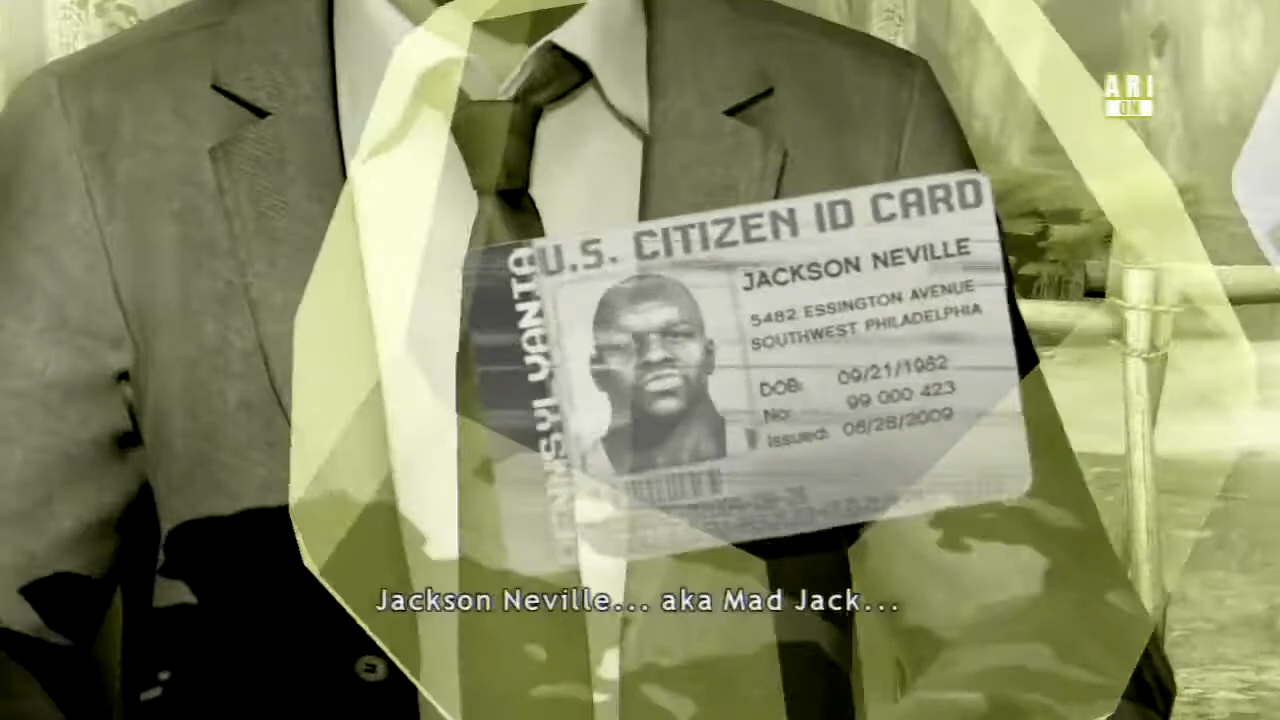 ARI
ON
U.S. CITIZEN ID CARD
PENNSYLVANIA
JACKSON NEVILLE
5482 ESSINGTON AVENUE
SOUTHWEST PHILADELPHIA
DOB: 09/21/1982
No: 99 000 423
Issued: 06/28/2009
Jackson Neville... aka Mad Jack...